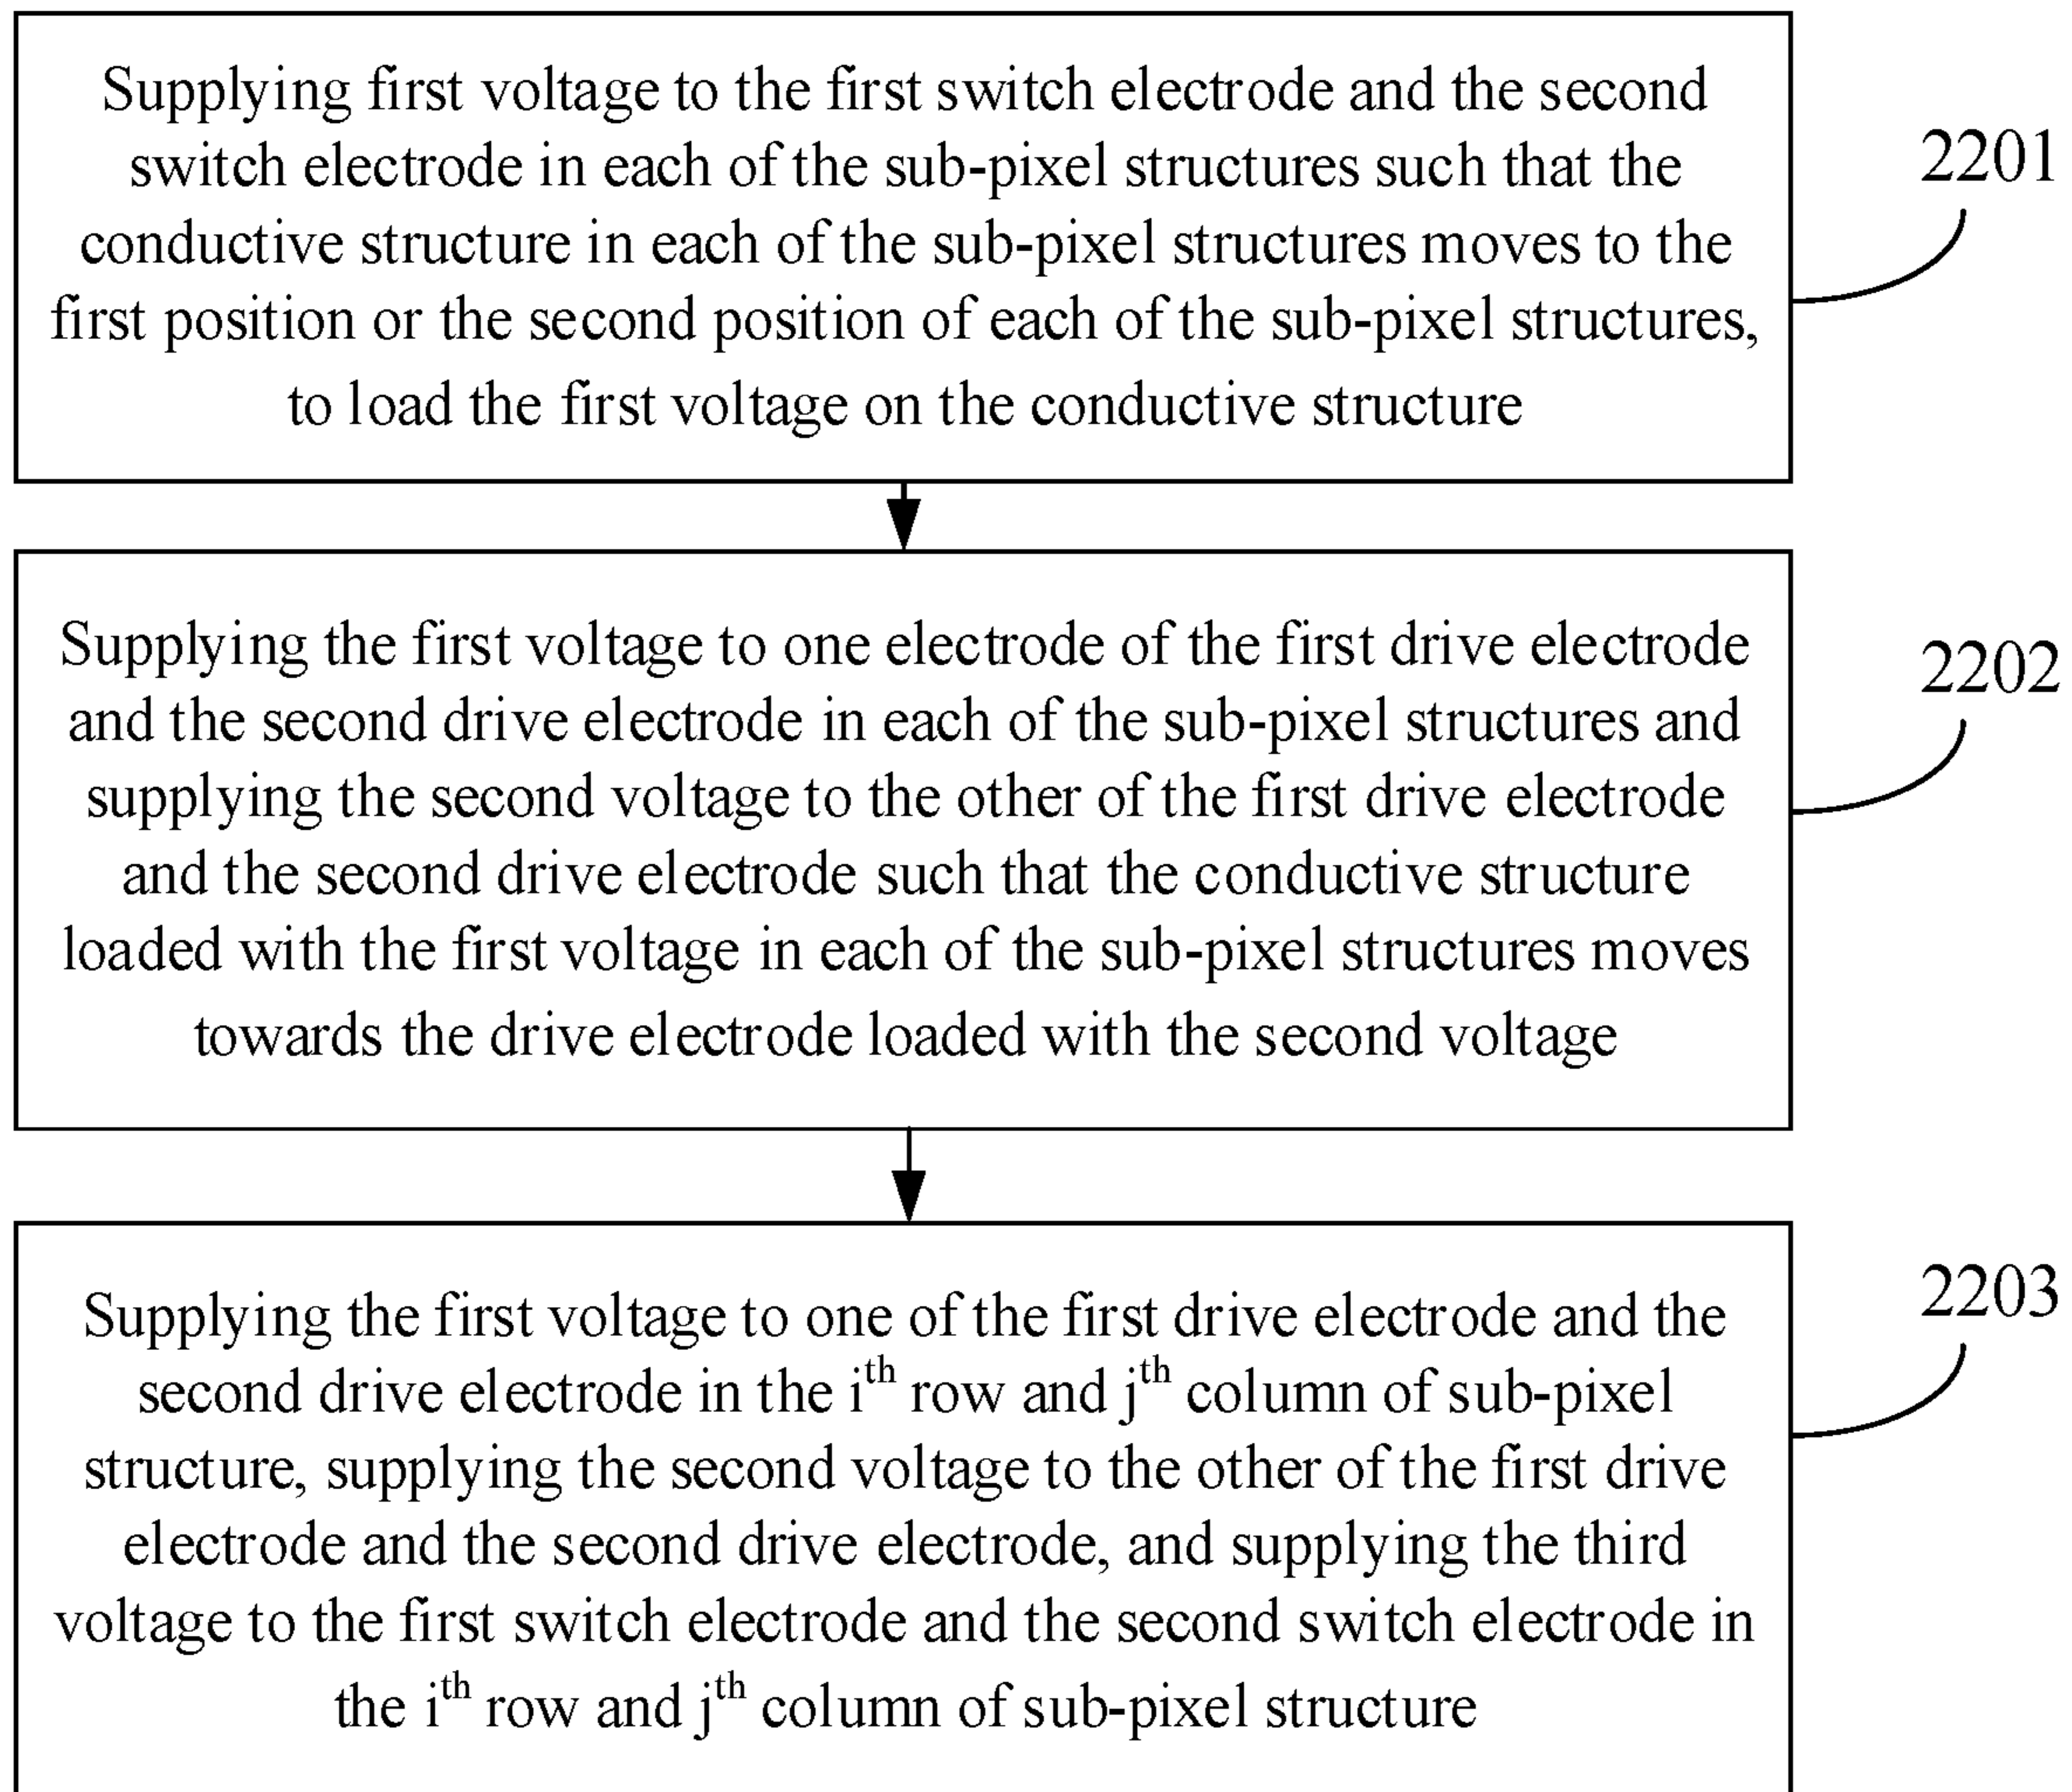 Supplying first voltage to the first switch electrode and the second
switch electrode in each of the sub-pixel structures such that the
conductive structure in each of the sub-pixel structures moves to the
first position or the second position of each of the sub-pixel structures,
to load the first voltage on the conductive structure
2201
Supplying the first voltage to one electrode of the first drive electrode
and the second drive electrode in each of the sub-pixel structures and
supplying the second voltage to the other of the first drive electrode
and the second drive electrode such that the conductive structure
loaded with the first voltage in each of the sub-pixel structures moves
towards the drive electrode loaded with the second voltage
2202
Supplying the first voltage to one of the first drive electrode and the
second drive electrode in the i^th row and j^th column of sub-pixel
structure, supplying the second voltage to the other of the first drive
electrode and the second drive electrode, and supplying the third
voltage to the first switch electrode and the second switch electrode in
the i^th row and j^th column of sub-pixel structure
2203